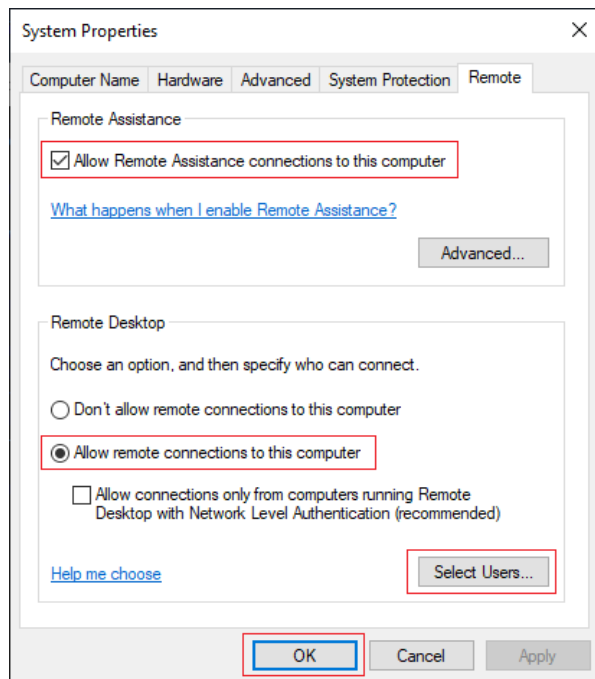 System Properties
Computer Name
Hardware
Advanced
System Protection
Remote
Remote Assistance
Allow Remote Assistance connections to this computer
What happens when I enable Remote Assistance?
Advanced...
Remote Desktop
Choose an option, and then specify who can connect.
Don't allow remote connections to this computer
Allow remote connections to this computer
Allow connections only from computers running Remote
Desktop with Network Level Authentication (recommended)
Help me choose
Select Users...
OK
Cancel
Apply